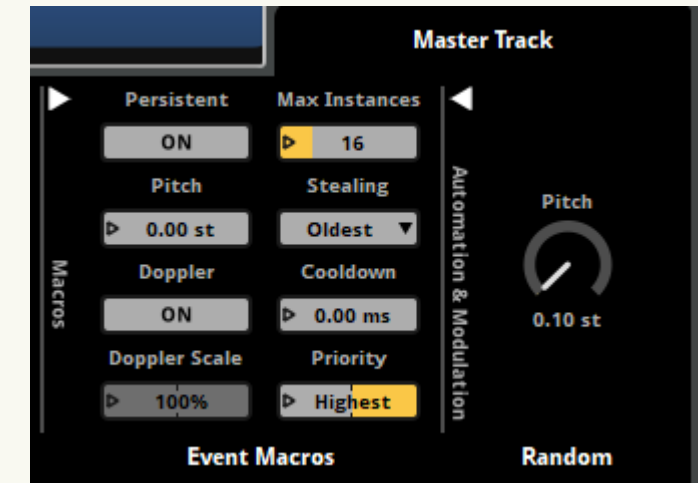 Master Track
Persistent
Max Instances
ON
16
Pitch
Stealing
0.00 st
Oldest
Doppler
Cooldown
ON
0.00 ms
Doppler Scale
Priority
100%
Highest
Macros
Event Macros
Automation & Modulation
Pitch
0.10 st
Random